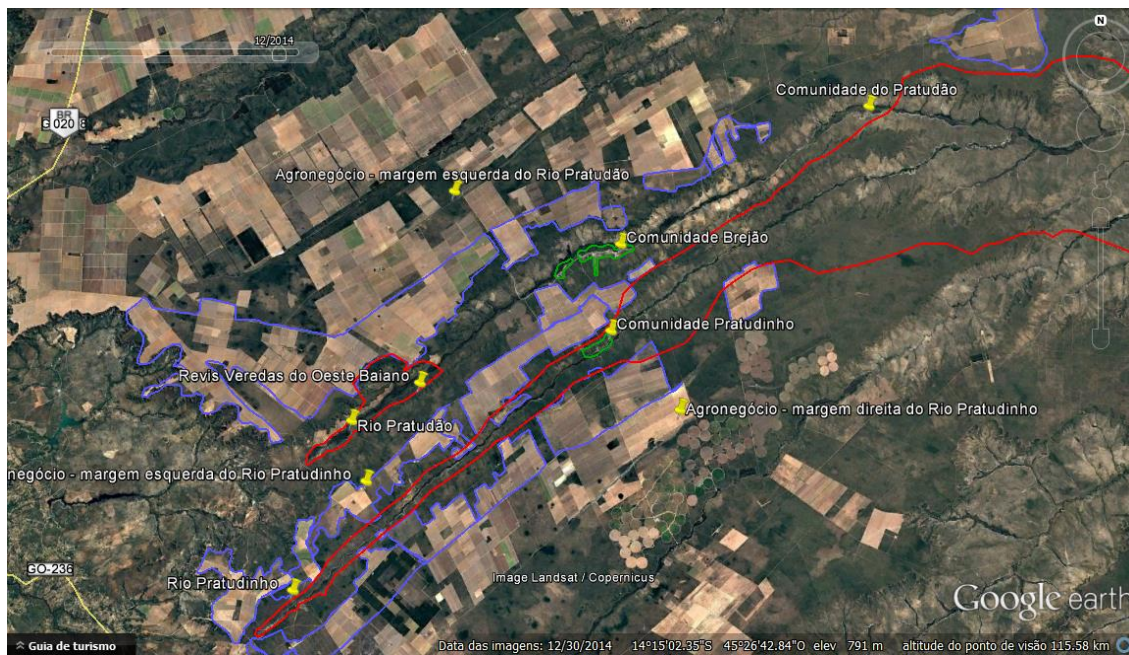 12/2014
N
BR
020
Comunidade do Pratudão
Agronegócio - margem esquerda do Rio Pratudão
Comunidade Brejão
Comunidade Pratudinho
Revis Veredas do Oeste Baiano
Agronegócio - margem direita do Rio Pratudinho
Rio Pratudão
negócio - margem esquerda do Rio Pratudinho
GO-236
Rio Pratudinho
Image Landsat / Copernicus
Google earth
Guia de turismo
Data das imagens: 12/30/2014 14°15'02.35"S 45°26'42.84"O elev 791 m altitude do ponto de visão 115.58 km